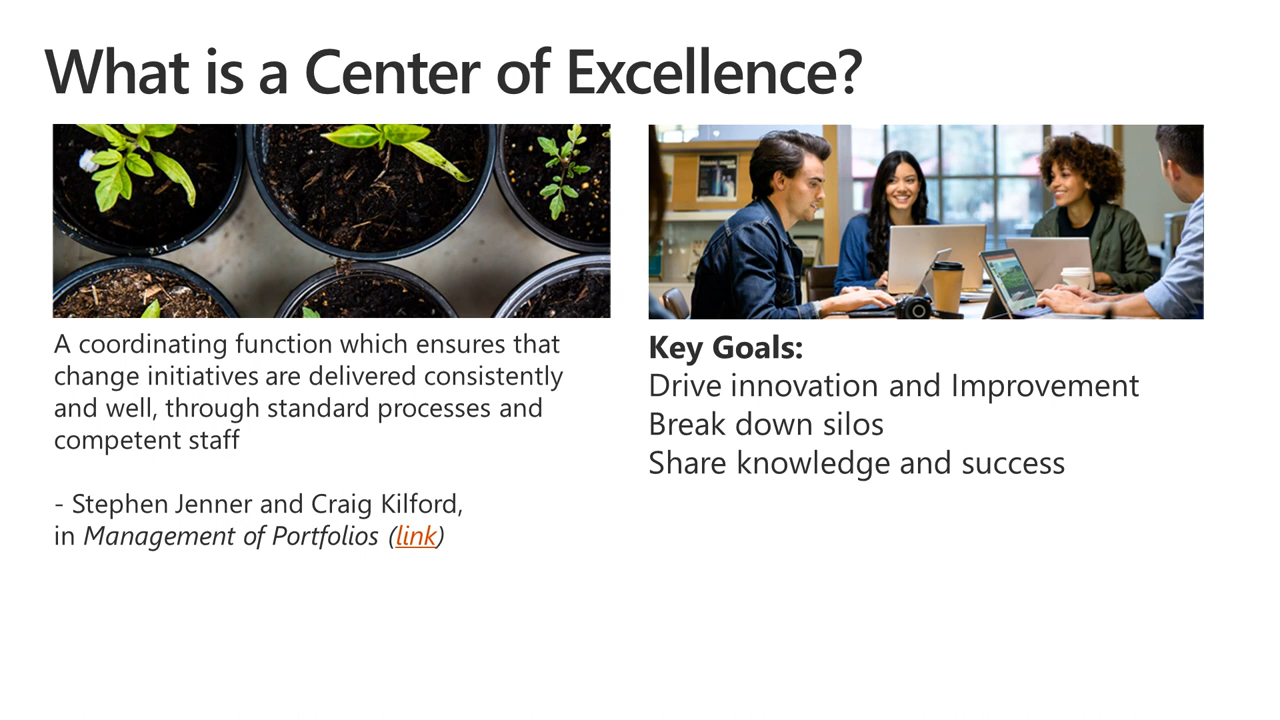 What is a Center of Excellence?
A coordinating function which ensures that
change initiatives are delivered consistently
and well, through standard processes and
competent staff
- Stephen Jenner and Craig Kilford,
in Management of Portfolios (link)
Key Goals:
Drive innovation and Improvement
Break down silos
Share knowledge and success